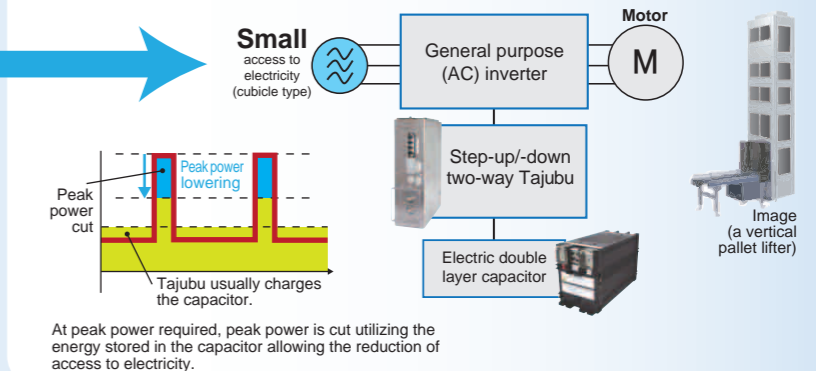 Small
access to
electricity
(cubicle type)
General purpose
(AC) inverter
Motor
M
Step-up/-down
two-way Tajubu
Electric double
layer capacitor
Image
(a vertical
pallet lifter)
Peak power
lowering
Peak
power
cut
Tajubu usually charges
the capacitor.
At peak power required, peak power is cut utilizing the
energy stored in the capacitor allowing the reduction of
access to electricity.